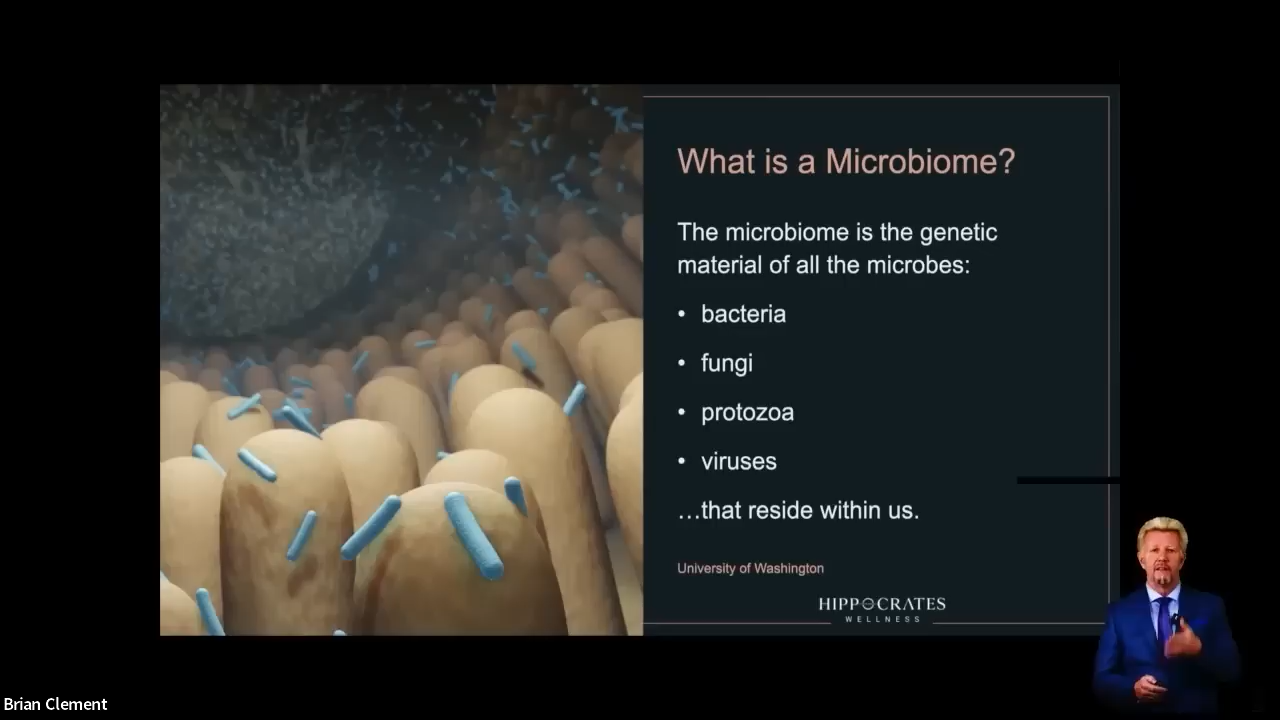 What is a Microbiome?
The microbiome is the genetic
material of all the microbes:
• bacteria
• fungi
• protozoa
• viruses
…that reside within us.
University of Washington
HIPPOCRATES
WELLNESS
Brian Clement